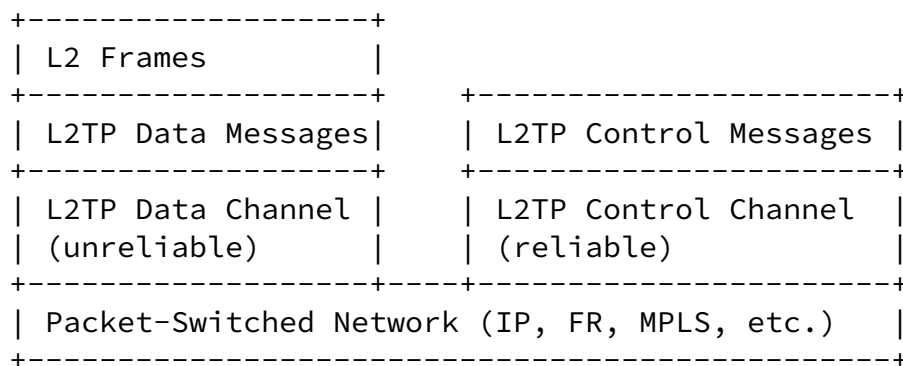 L2 Frames
L2TP Data Messages L2TP Control Messages
L2TP Data Channel L2TP Control Channel
(unreliable) (reliable)
Packet-Switched Network (IP, FR, MPLS, etc.)